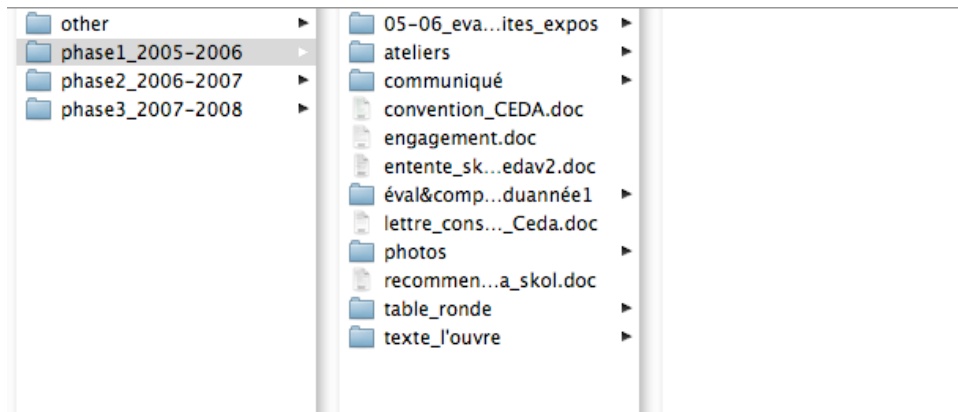 other
phase1_2005-2006
phase2_2006-2007
phase3_2007-2008
05-06_eva...ites_expos
ateliers
communiqué
convention_CEDA.doc
engagement.doc
entente_sk...edav2.doc
éval&comp...duannée1
lettre_cons..._Ceda.doc
photos
recommen...a_skol.doc
table_ronde
texte_l'ouvre